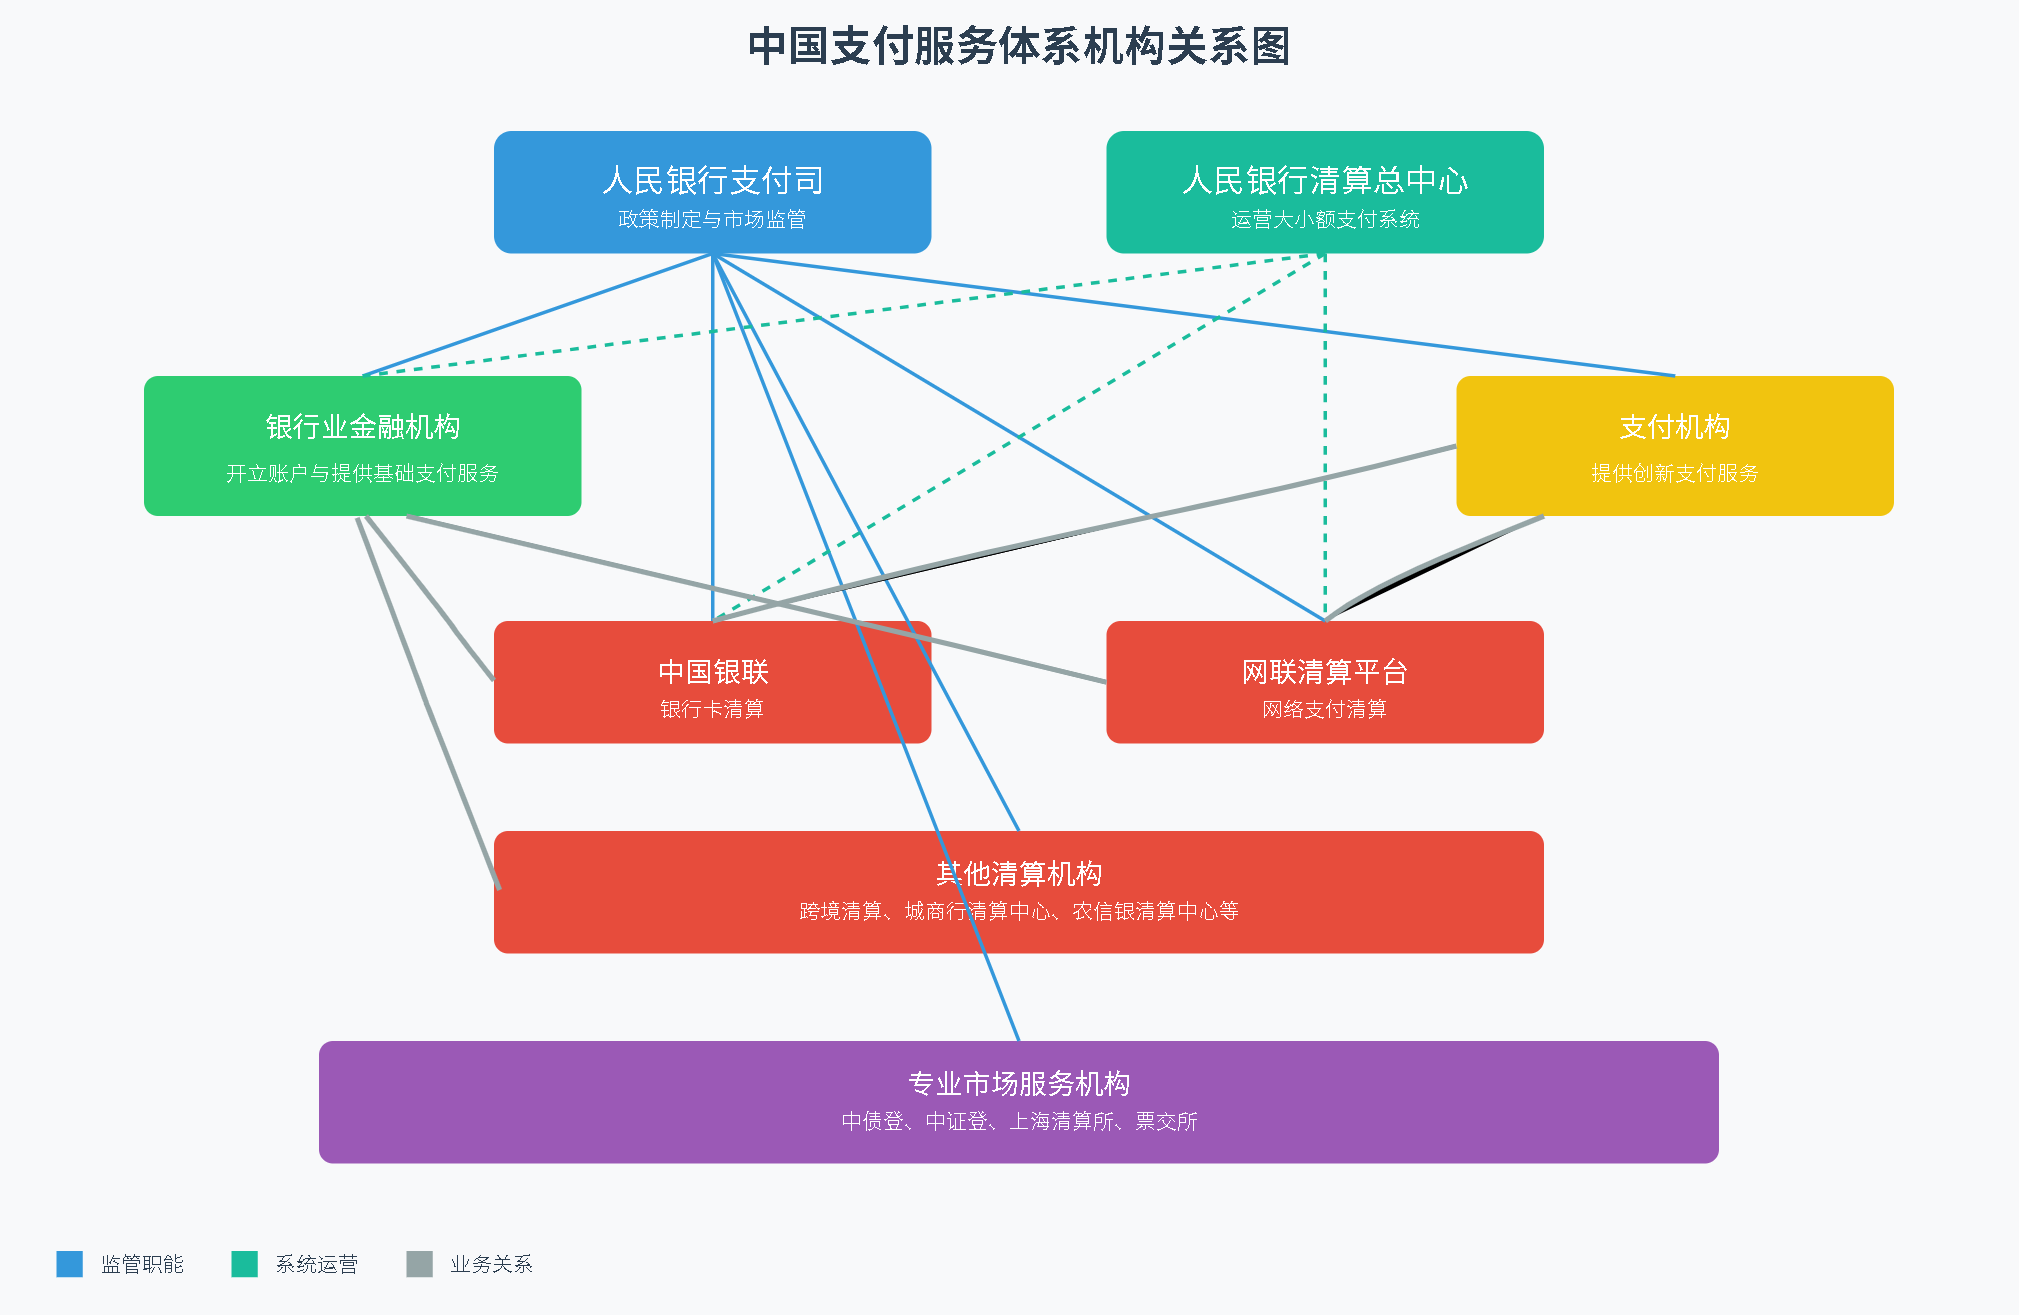 中国支付服务体系机构关系图
人民银行支付司
政策制定与市场监管
人民银行清算总中心
运营大小额支付系统
银行业金融机构
开立账户与提供基础支付服务
支付机构
提供创新支付服务
中国银联
银行卡清算
网联清算平台
网络支付清算
其他清算机构
跨境清算、城商行清算中心、农信银清算中心等
专业市场服务机构
中债登、中证登、上海清算所、票交所
监管职能
系统运营
业务关系